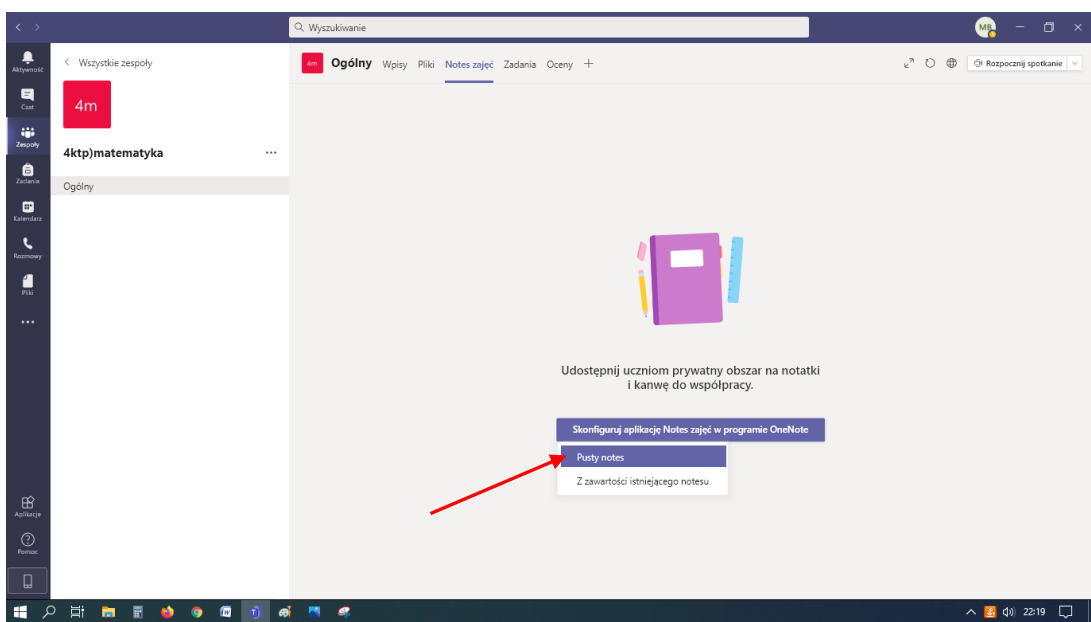 Wyszukiwanie
MB
Aktywność
Czat
Zespoły
Zadania
Kalendarz
Rozmowy
Pliki
Aplikacje
Pomoc
Wszystkie zespoły
4m
4ktp)matematyka
Ogólny
4m Ogólny Wpisy Pliki Notes zajęć Zadania Oceny +
Rozpocznij spotkanie
Udostępnij uczniom prywatny obszar na notatki
i kanwę do współpracy.
Skonfiguruj aplikację Notes zajęć w programie OneNote
Pusty notes
Z zawartości istniejącego notesu
22:19